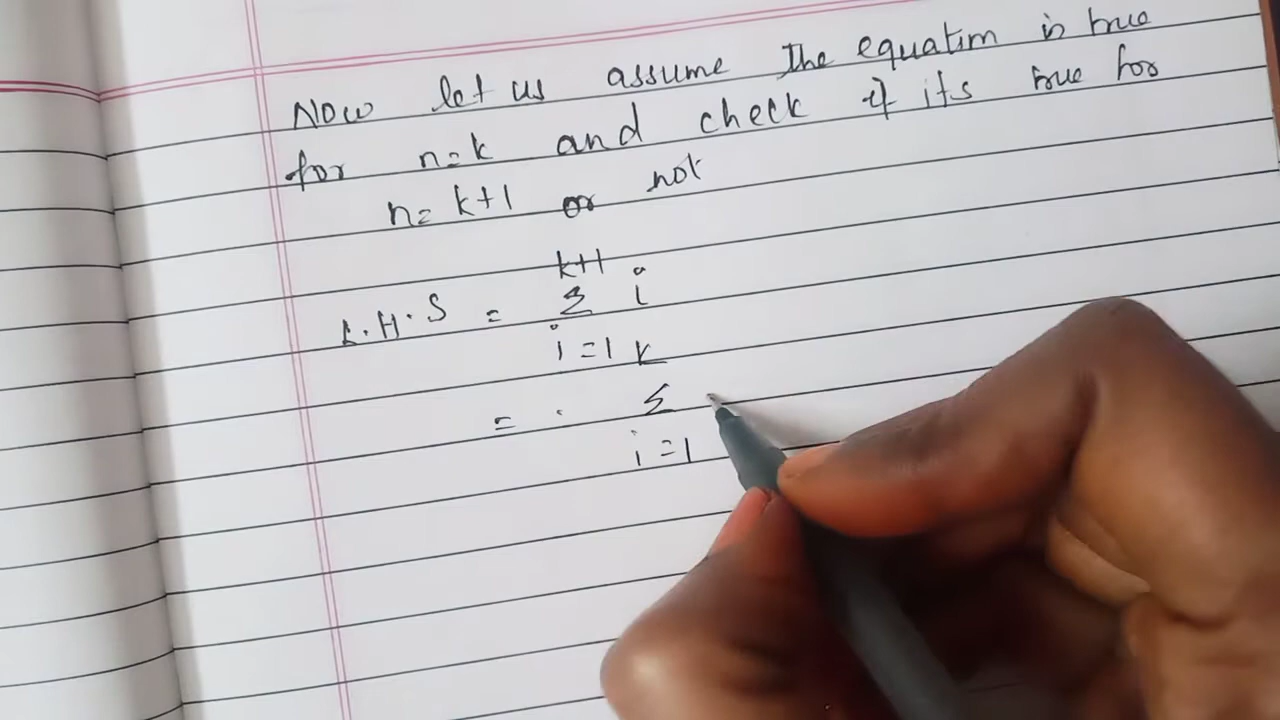 Now let us assume the equation is true
for n=k and check if its true for
n= k+1 or not
k+1
L.H.S = Σ i
i=1 k
= . Σ
i=1